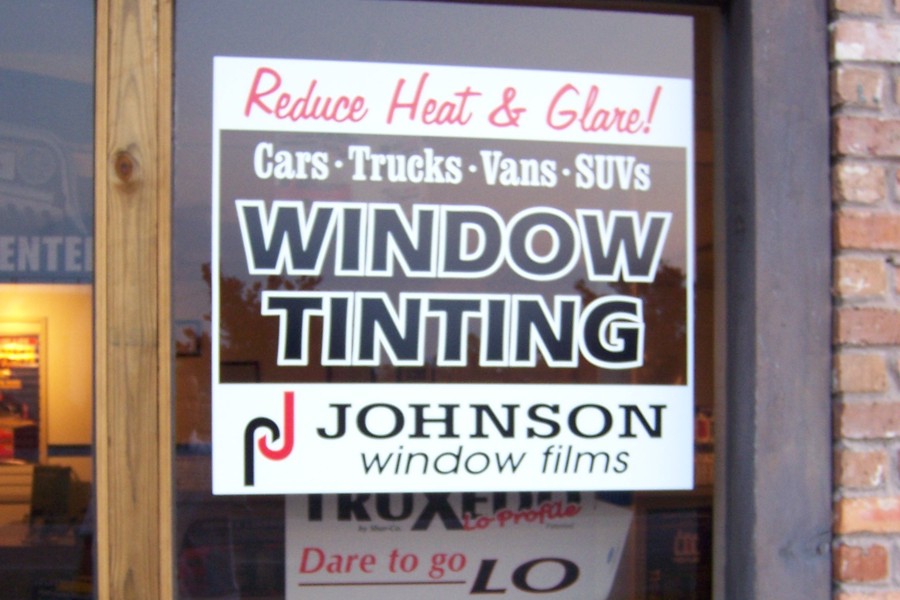 Reduce Heat & Glare!
Cars · Trucks · Vans · SUVs
WINDOW
TINTING
JOHNSON
window films
TRUXEDO
Lo Profile
Dare to go
LO
ENTER